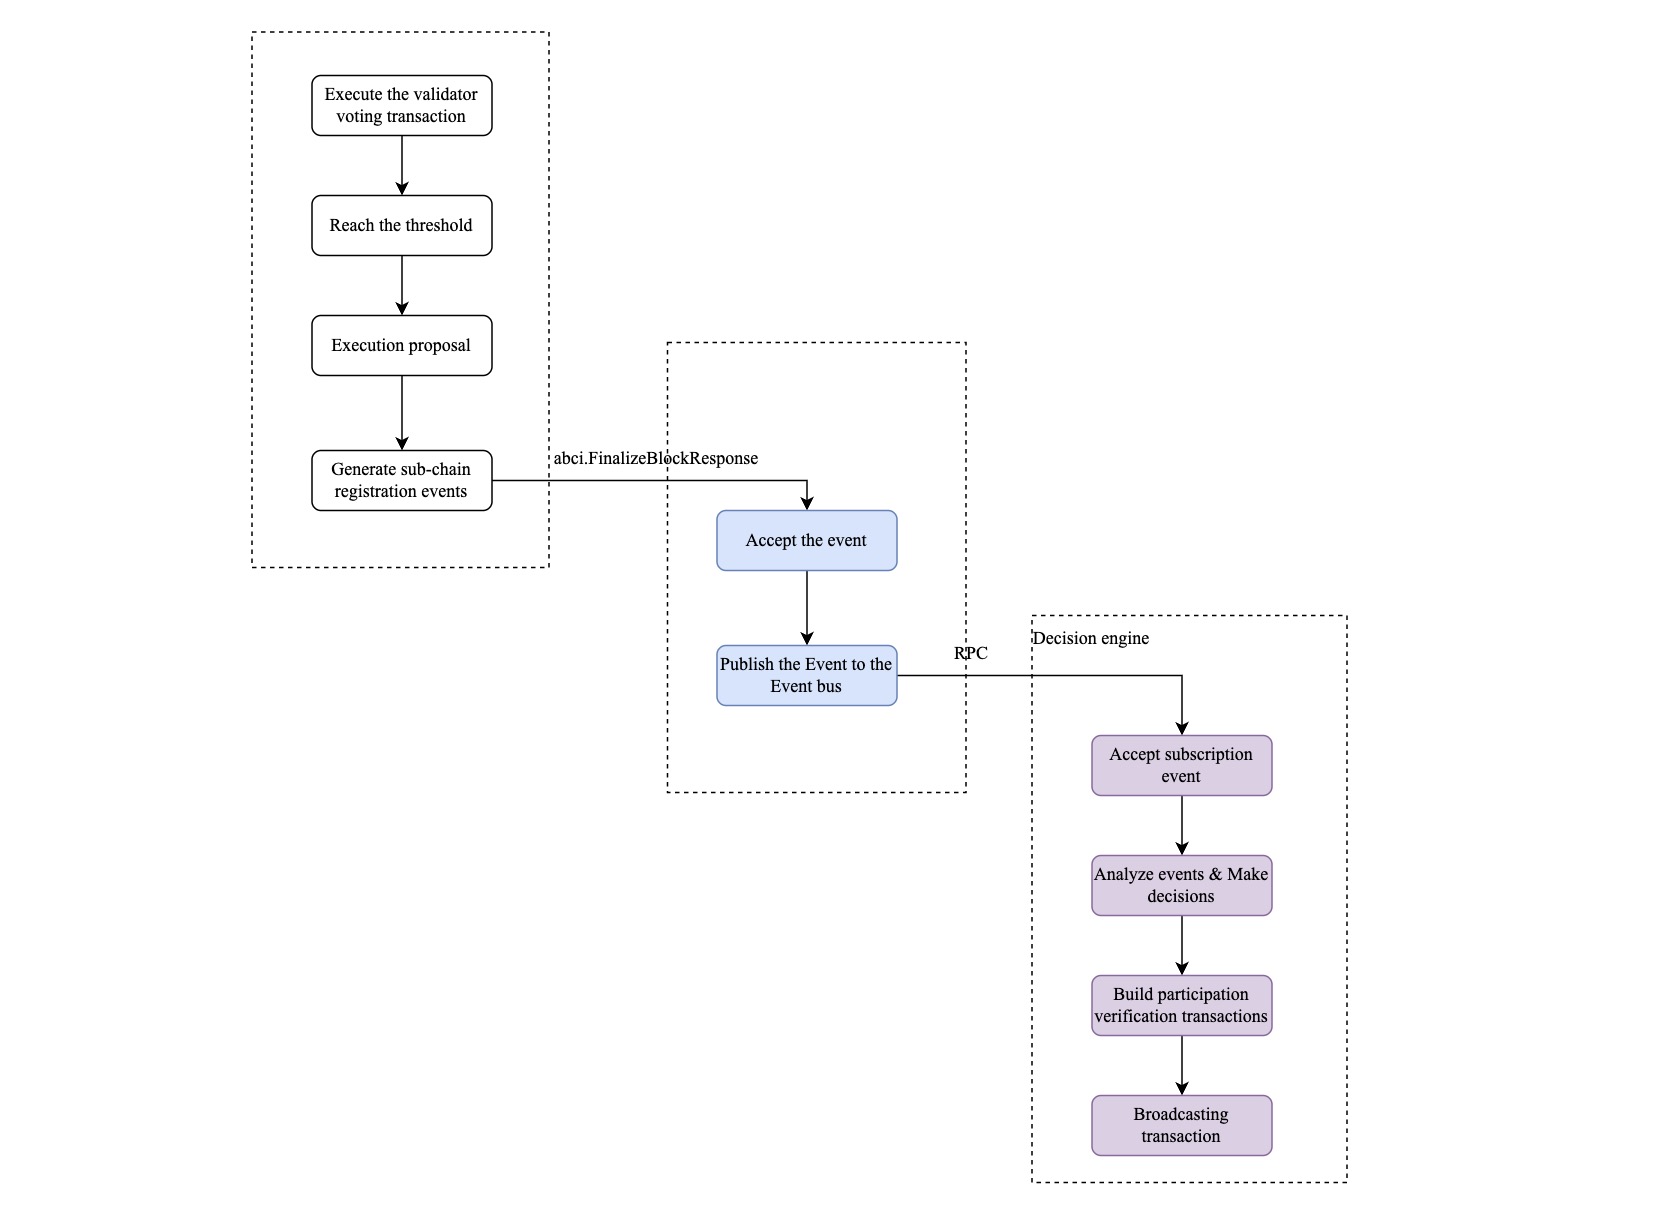 Execute the validator
voting transaction
Reach the threshold
Execution proposal
Generate sub-chain
registration events
abci.FinalizeBlockResponse
Accept the event
Publish the Event to the
Event bus
RPC
Decision engine
Accept subscription
event
Analyze events & Make
decisions
Build participation
verification transactions
Broadcasting
transaction